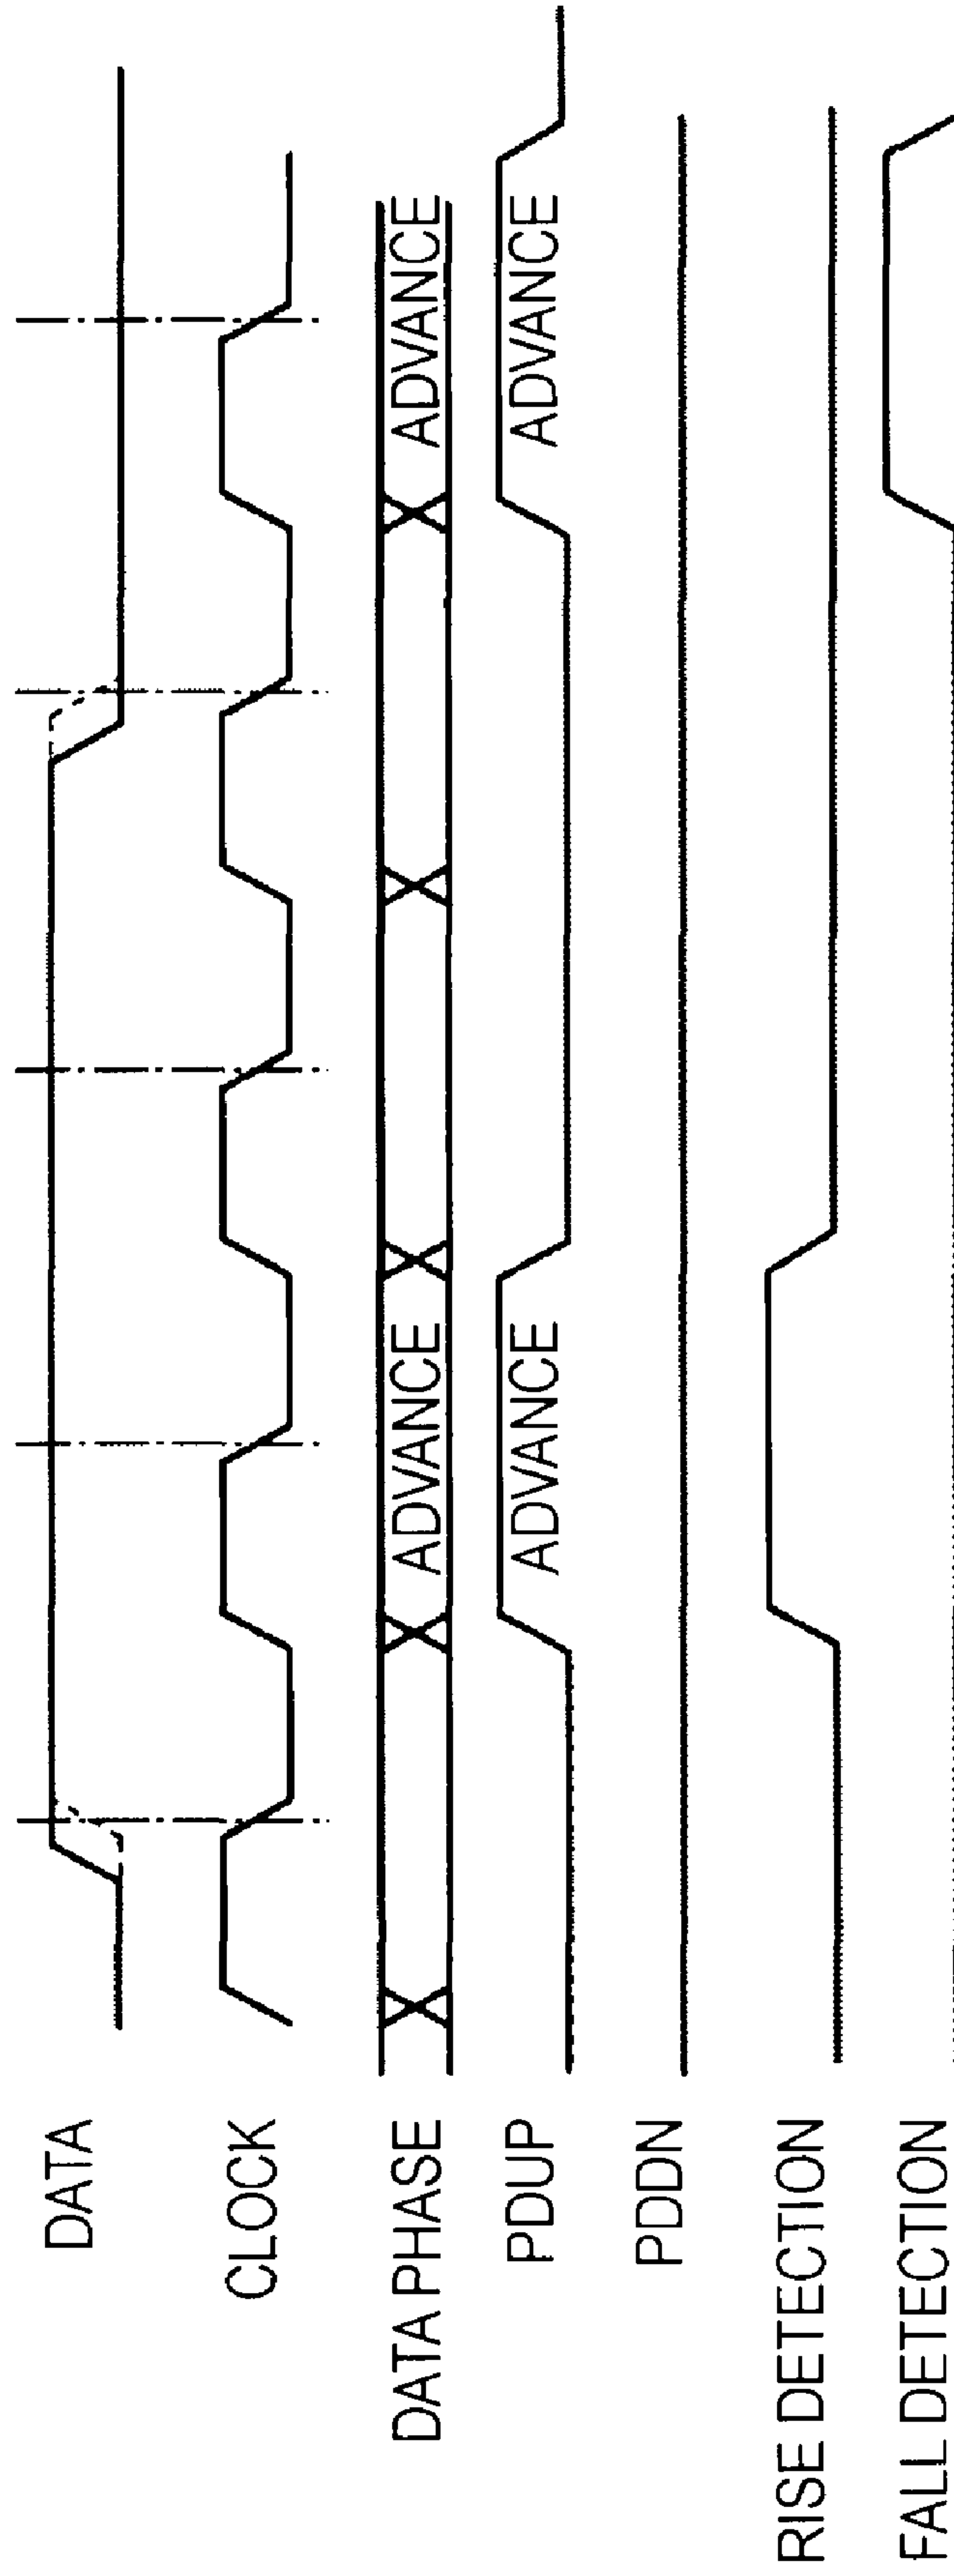 DATA
CLOCK
DATA PHASE ADVANCE ADVANCE
PDUP ADVANCE ADVANCE
PDDN
RISE DETECTION
FALL DETECTION